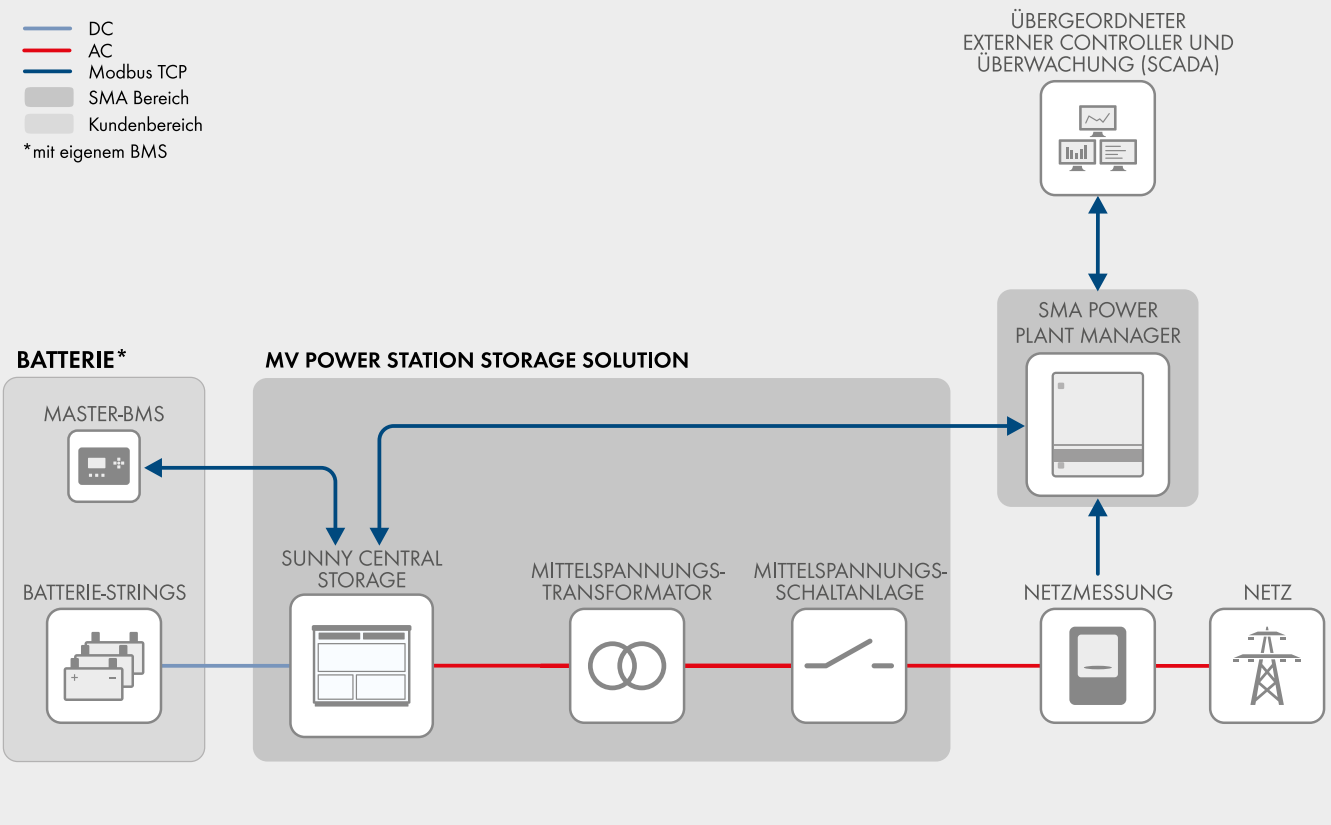 DC
AC
Modbus TCP
SMA Bereich
Kundenbereich
*mit eigenem BMS
ÜBERGEORDNETER
EXTERNER CONTROLLER UND
ÜBERWACHUNG (SCADA)
SMA POWER
PLANT MANAGER
BATTERIE*
MV POWER STATION STORAGE SOLUTION
MASTER-BMS
SUNNY CENTRAL
STORAGE
BATTERIE-STRINGS
MITTELSPANNUNGS-
TRANSFORMATOR
MITTELSPANNUNGS-
SCHALTANLAGE
NETZMESSUNG
NETZ
+ −